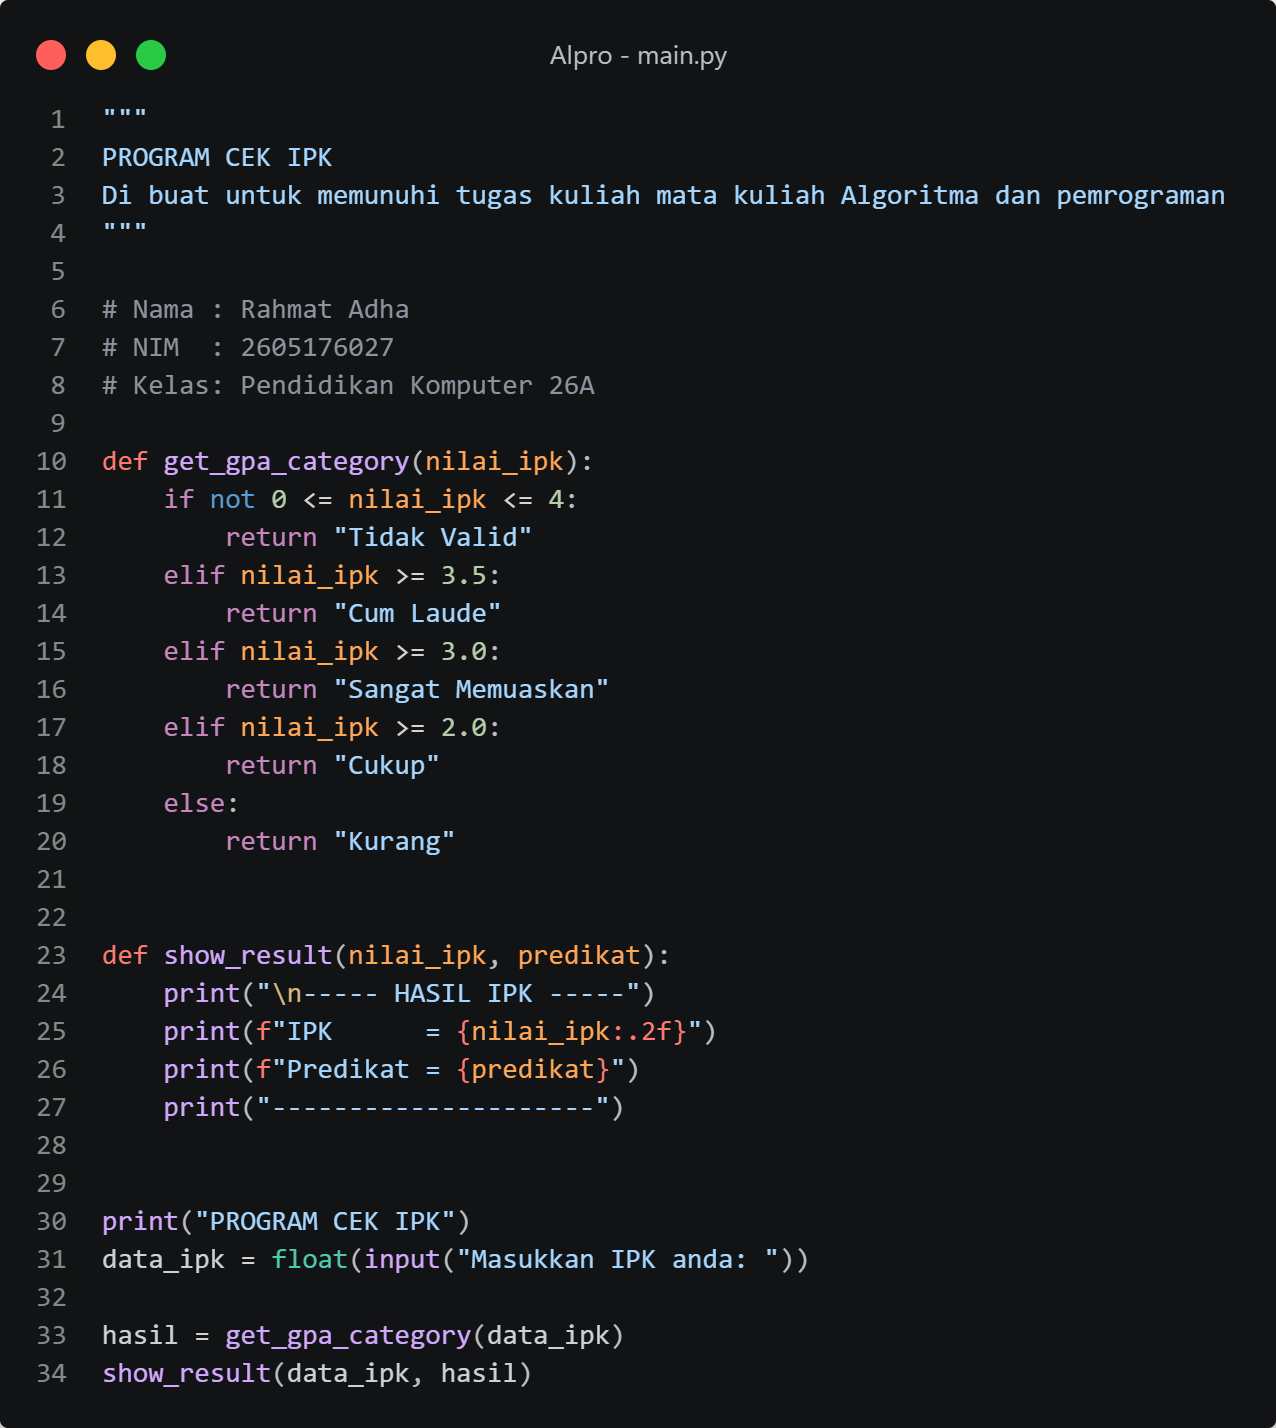 Alpro - main.py
1 """
2 PROGRAM CEK IPK
3 Di buat untuk memunuhi tugas kuliah mata kuliah Algoritma dan pemrograman
4 """
5
6 # Nama : Rahmat Adha
7 # NIM  : 2605176027
8 # Kelas: Pendidikan Komputer 26A
9
10 def get_gpa_category(nilai_ipk):
11     if not 0 <= nilai_ipk <= 4:
12         return "Tidak Valid"
13     elif nilai_ipk >= 3.5:
14         return "Cum Laude"
15     elif nilai_ipk >= 3.0:
16         return "Sangat Memuaskan"
17     elif nilai_ipk >= 2.0:
18         return "Cukup"
19     else:
20         return "Kurang"
21
22
23 def show_result(nilai_ipk, predikat):
24     print("\n----- HASIL IPK -----")
25     print(f"IPK      = {nilai_ipk:.2f}")
26     print(f"Predikat = {predikat}")
27     print("---------------------")
28
29
30 print("PROGRAM CEK IPK")
31 data_ipk = float(input("Masukkan IPK anda: "))
32
33 hasil = get_gpa_category(data_ipk)
34 show_result(data_ipk, hasil)